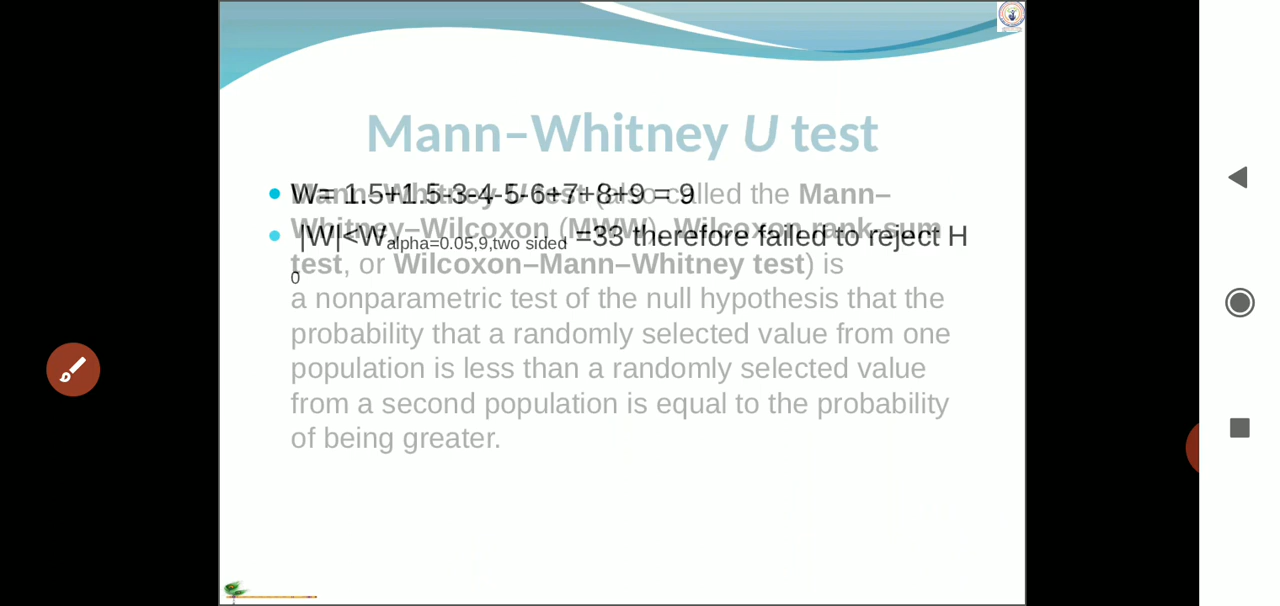 Mann–Whitney U test
W= 1.5+1.5-3-4-5-6+7+8+9 = 9
|W|<Walpha=0.05,9,two sided =33 therefore failed to reject H
0
Mann–Whitney U test (also called the Mann–
Whitney–Wilcoxon (MWW), Wilcoxon rank-sum
test, or Wilcoxon–Mann–Whitney test) is
a nonparametric test of the null hypothesis that the
probability that a randomly selected value from one
population is less than a randomly selected value
from a second population is equal to the probability
of being greater.